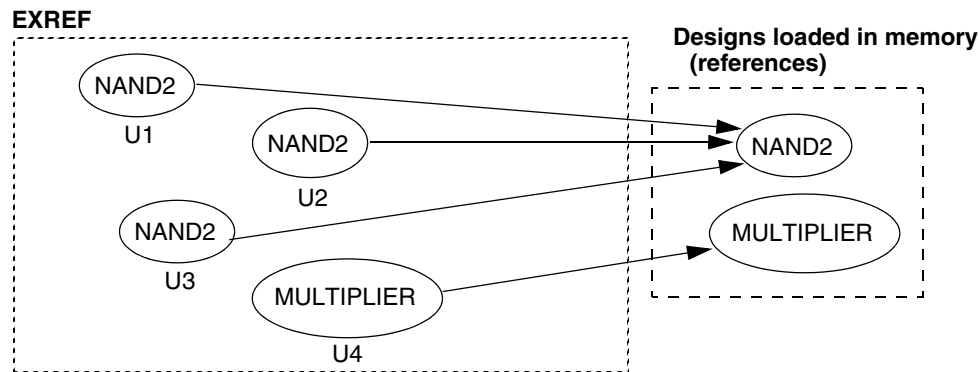 EXREF
Designs loaded in memory
(references)
NAND2
U1
NAND2
U2
NAND2
U3
MULTIPLIER
U4
NAND2
MULTIPLIER